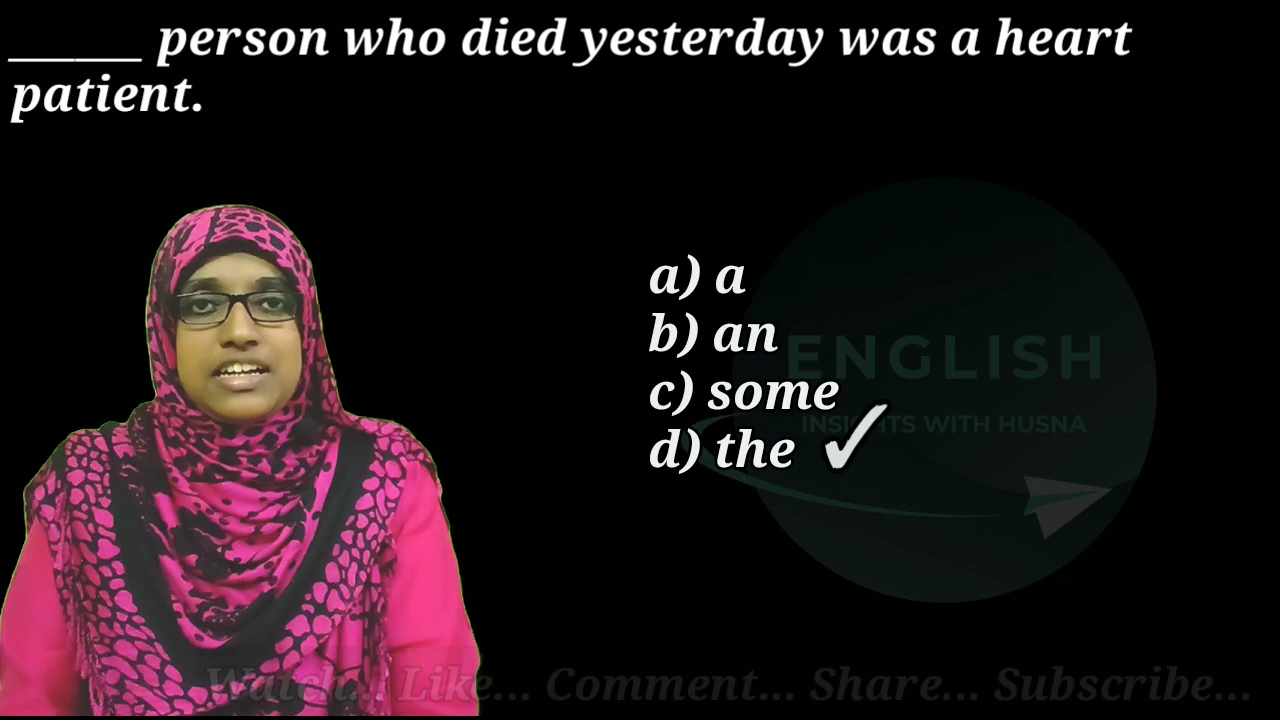 ______ person who died yesterday was a heart
patient.
a) a
b) an
c) some
d) the ✓
ENGLISH
INSIGHTS WITH HUSNA
Watch... Like... Comment... Share... Subscribe...